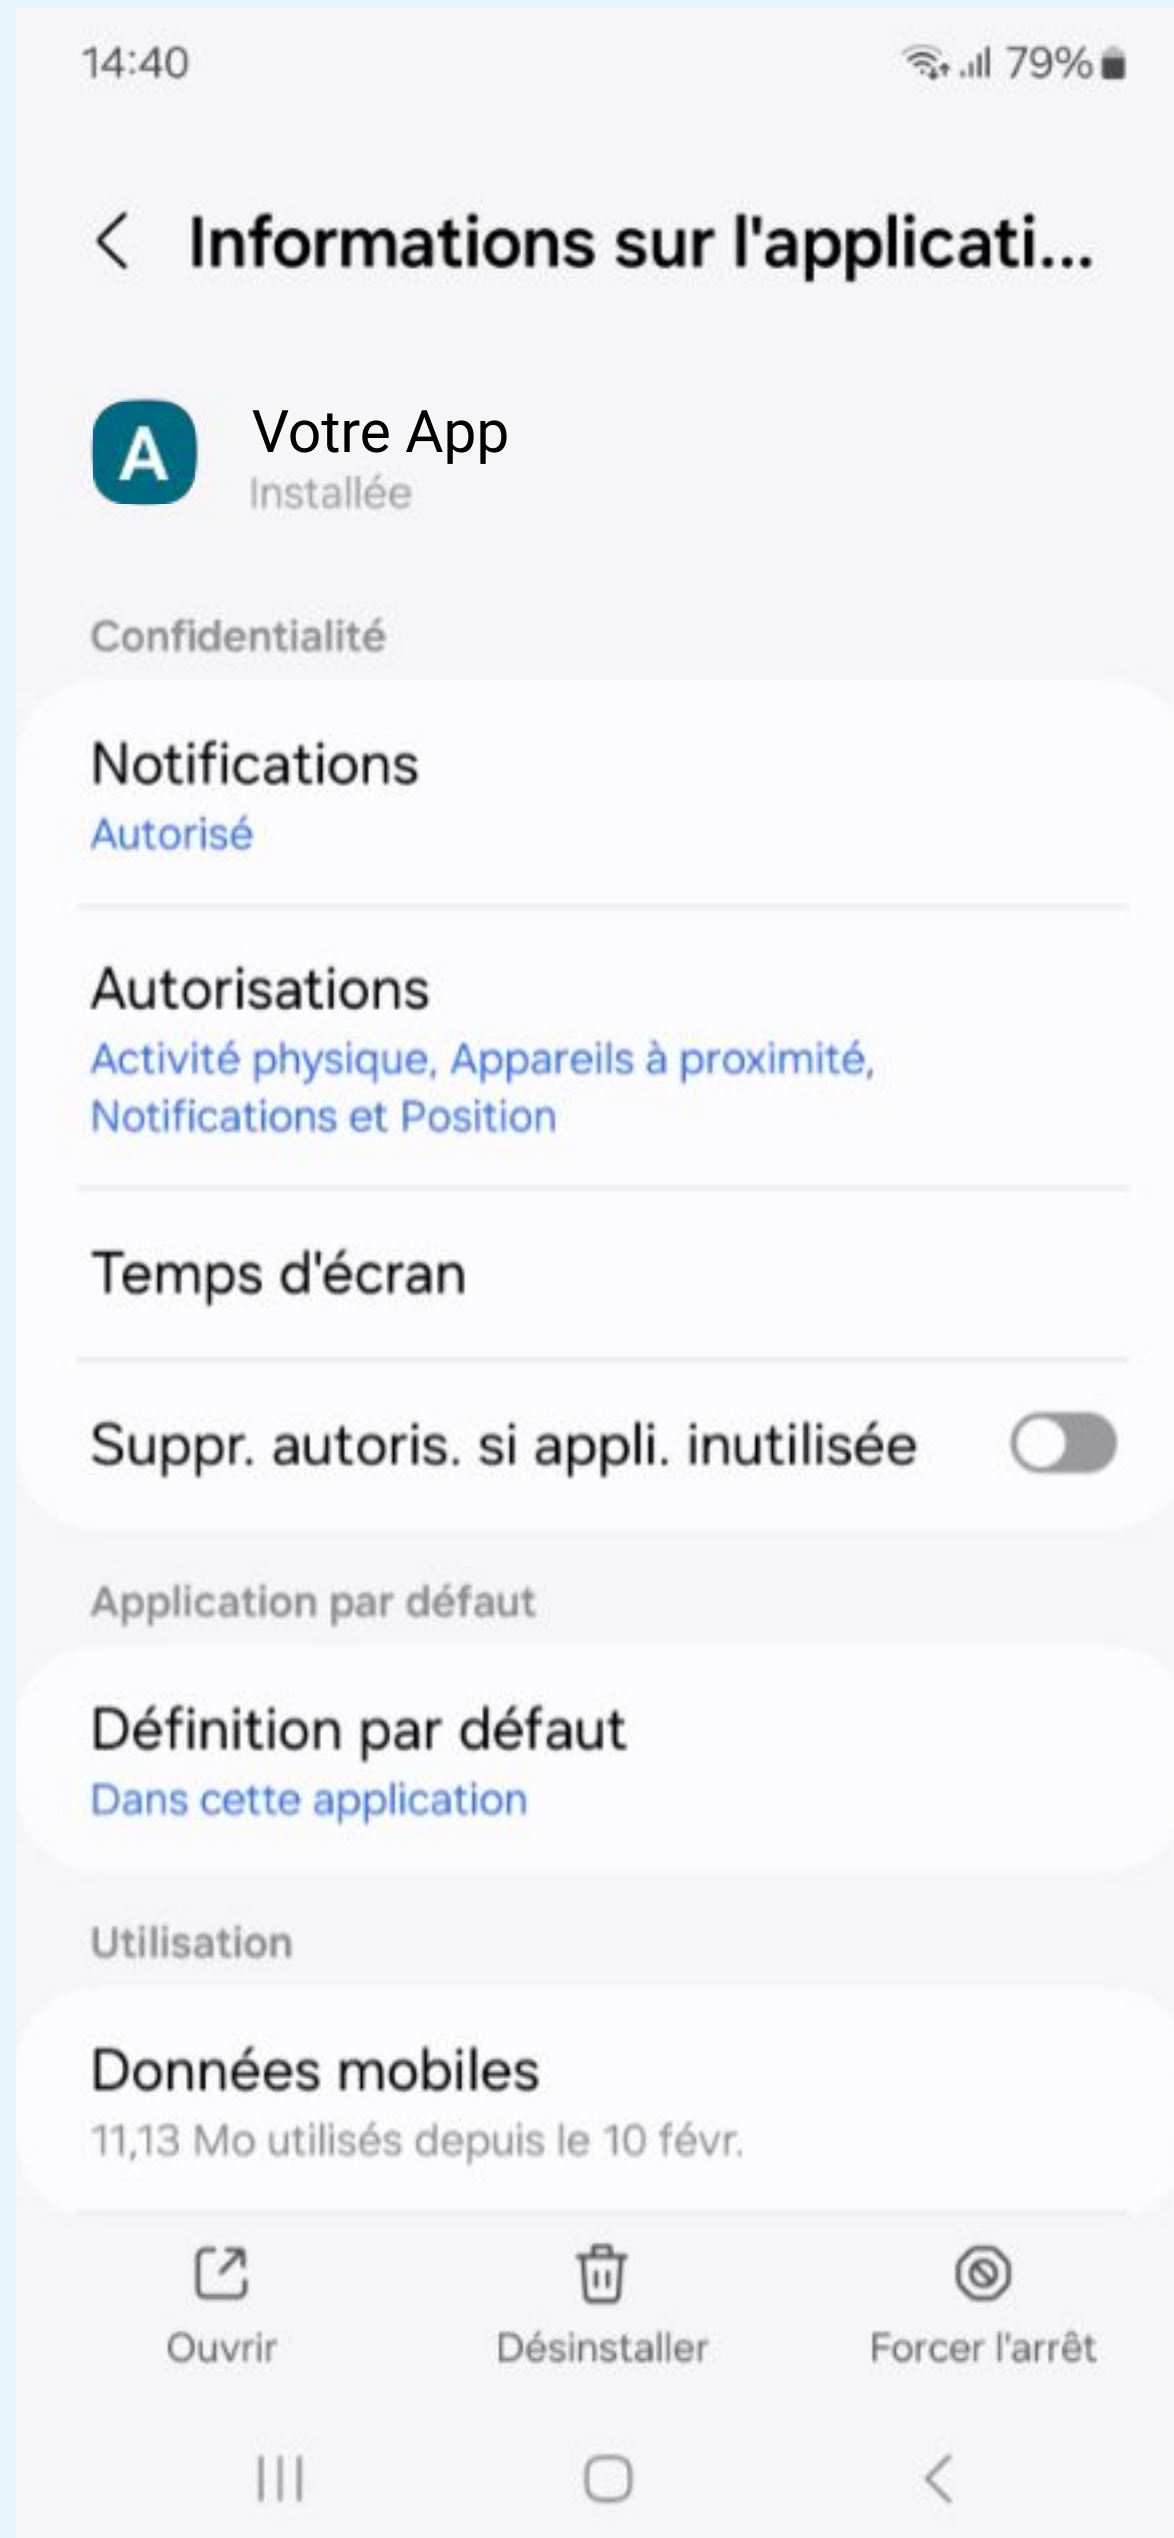 14:40
79%
Informations sur l'applicati...
A
Votre App
Installée
Confidentialité
Notifications
Autorisé
Autorisations
Activité physique, Appareils à proximité,
Notifications et Position
Temps d'écran
Suppr. autoris. si appli. inutilisée
Application par défaut
Définition par défaut
Dans cette application
Utilisation
Données mobiles
11,13 Mo utilisés depuis le 10 févr.
Ouvrir
Désinstaller
Forcer l'arrêt